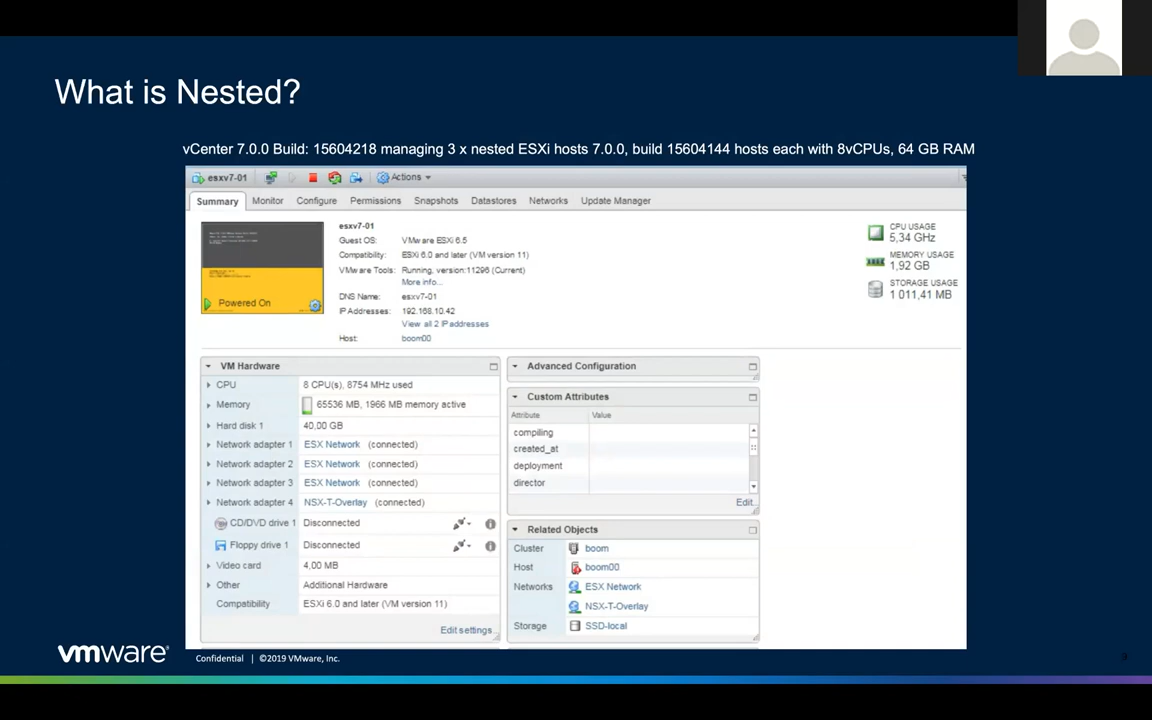 What is Nested?
vCenter 7.0.0 Build: 15604218 managing 3 x nested ESXi hosts 7.0.0, build 15604144 hosts each with 8vCPUs, 64 GB RAM
esxv7-01
Actions
Summary Monitor Configure Permissions Snapshots Datastores Networks Update Manager
Powered On
esxv7-01
Guest OS: VMware ESXi 6.5
Compatibility: ESXi 6.0 and later (VM version 11)
VMware Tools: Running, version:11296 (Current)
More info...
DNS Name: esxv7-01
IP Addresses: 192.168.10.42
View all 2 IP addresses
Host: boom00
CPU USAGE
5,34 GHz
MEMORY USAGE
1,92 GB
STORAGE USAGE
1 011,41 MB
VM Hardware
CPU 8 CPU(s), 8754 MHz used
Memory 65536 MB, 1966 MB memory active
Hard disk 1 40,00 GB
Network adapter 1 ESX Network (connected)
Network adapter 2 ESX Network (connected)
Network adapter 3 ESX Network (connected)
Network adapter 4 NSX-T-Overlay (connected)
CD/DVD drive 1 Disconnected
Floppy drive 1 Disconnected
Video card 4,00 MB
Other Additional Hardware
Compatibility ESXi 6.0 and later (VM version 11)
Edit settings...
Advanced Configuration
Custom Attributes
Attribute Value
compiling
created_at
deployment
director
Edit...
Related Objects
Cluster boom
Host boom00
Networks ESX Network
NSX-T-Overlay
Storage SSD-local
vmware®
Confidential | ©2019 VMware, Inc.
9